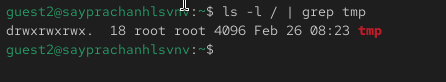 guest2@sayprachanhlsvnv:~$ ls -l / | grep tmp
drwxrwxrwx.  18 root root 4096 Feb 26 08:23 tmp
guest2@sayprachanhlsvnv:~$